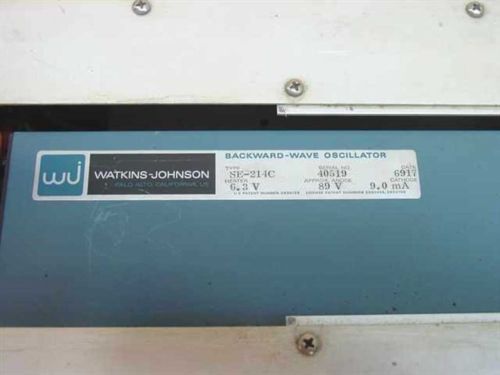 BACKWARD-WAVE OSCILLATOR
wj
WATKINS-JOHNSON
PALO ALTO, CALIFORNIA, US
TYPE SERIAL NO. DATE
SE-214C 40519 6917
HEATER APPROX. ANODE CATHODE
6.3 V 89 V 9.0 mA